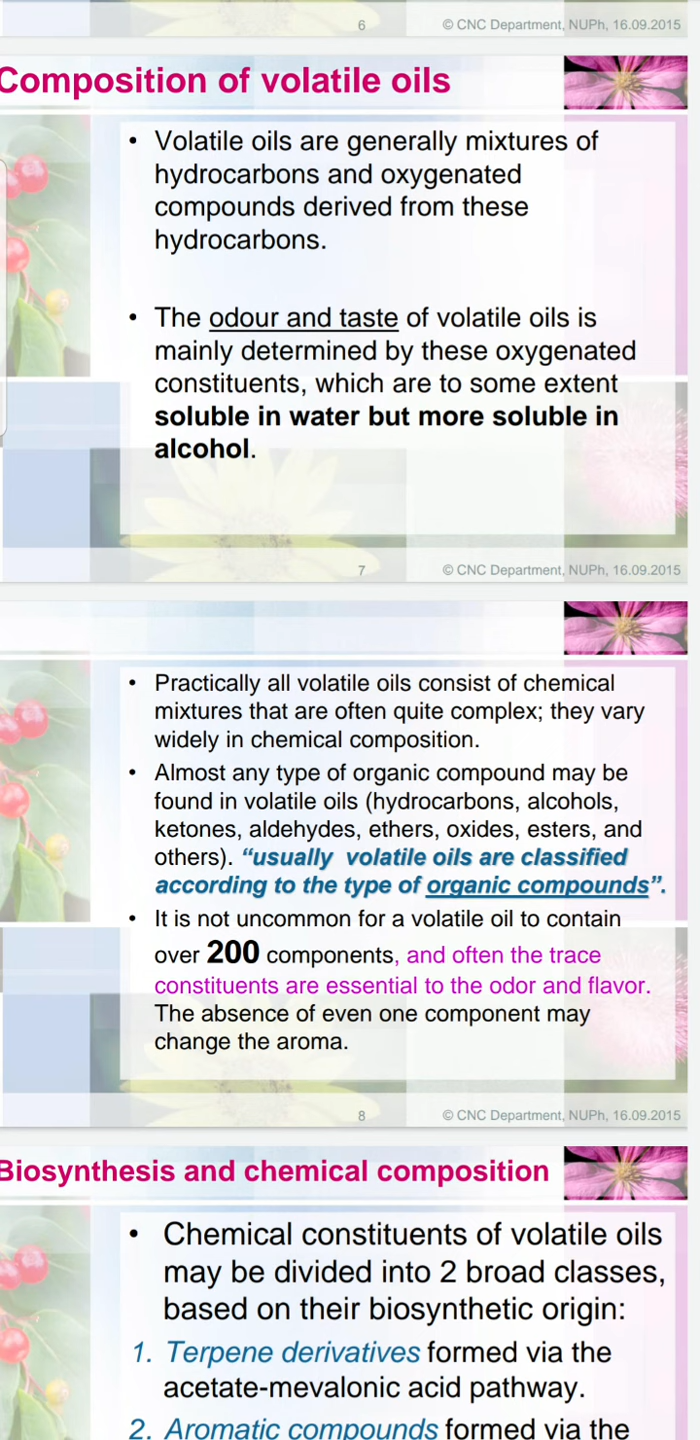 6 © CNC Department, NUPh, 16.09.2015
Composition of volatile oils
• Volatile oils are generally mixtures of
hydrocarbons and oxygenated
compounds derived from these
hydrocarbons.
• The odour and taste of volatile oils is
mainly determined by these oxygenated
constituents, which are to some extent
soluble in water but more soluble in
alcohol.
7 © CNC Department, NUPh, 16.09.2015
• Practically all volatile oils consist of chemical
mixtures that are often quite complex; they vary
widely in chemical composition.
• Almost any type of organic compound may be
found in volatile oils (hydrocarbons, alcohols,
ketones, aldehydes, ethers, oxides, esters, and
others). “usually volatile oils are classified
according to the type of organic compounds”.
• It is not uncommon for a volatile oil to contain
over 200 components, and often the trace
constituents are essential to the odor and flavor.
The absence of even one component may
change the aroma.
8 © CNC Department, NUPh, 16.09.2015
Biosynthesis and chemical composition
• Chemical constituents of volatile oils
may be divided into 2 broad classes,
based on their biosynthetic origin:
1. Terpene derivatives formed via the
acetate-mevalonic acid pathway.
2. Aromatic compounds formed via the